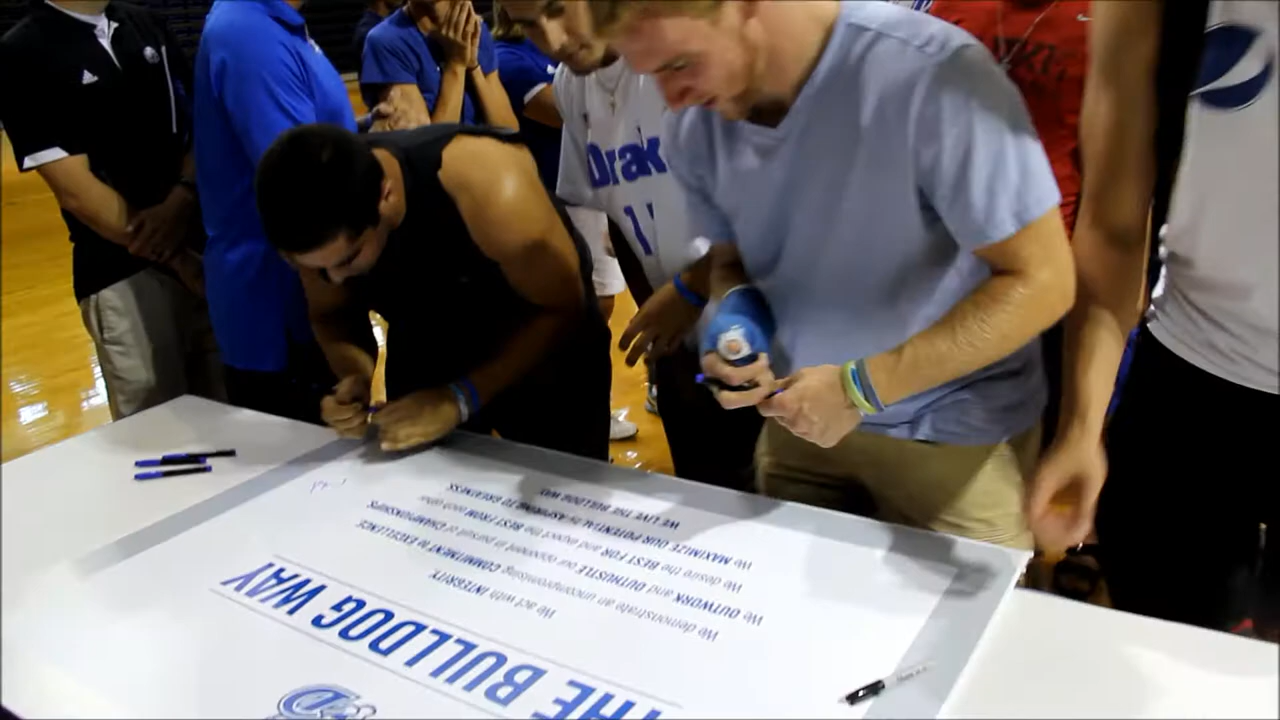 THE BULLDOG WAY
We act with INTEGRITY.
We demonstrate an uncompromising COMMITMENT to EXCELLENCE
We OUTWORK and OUTHUSTLE our opponent in pursuit of CHAMPIONSHIPS
We desire the BEST FOR and expect the BEST FROM each other
We MAXIMIZE OUR POTENTIAL by ASPIRING TO GREATNESS.
WE LIVE THE BULLDOG WAY.
Drak
D